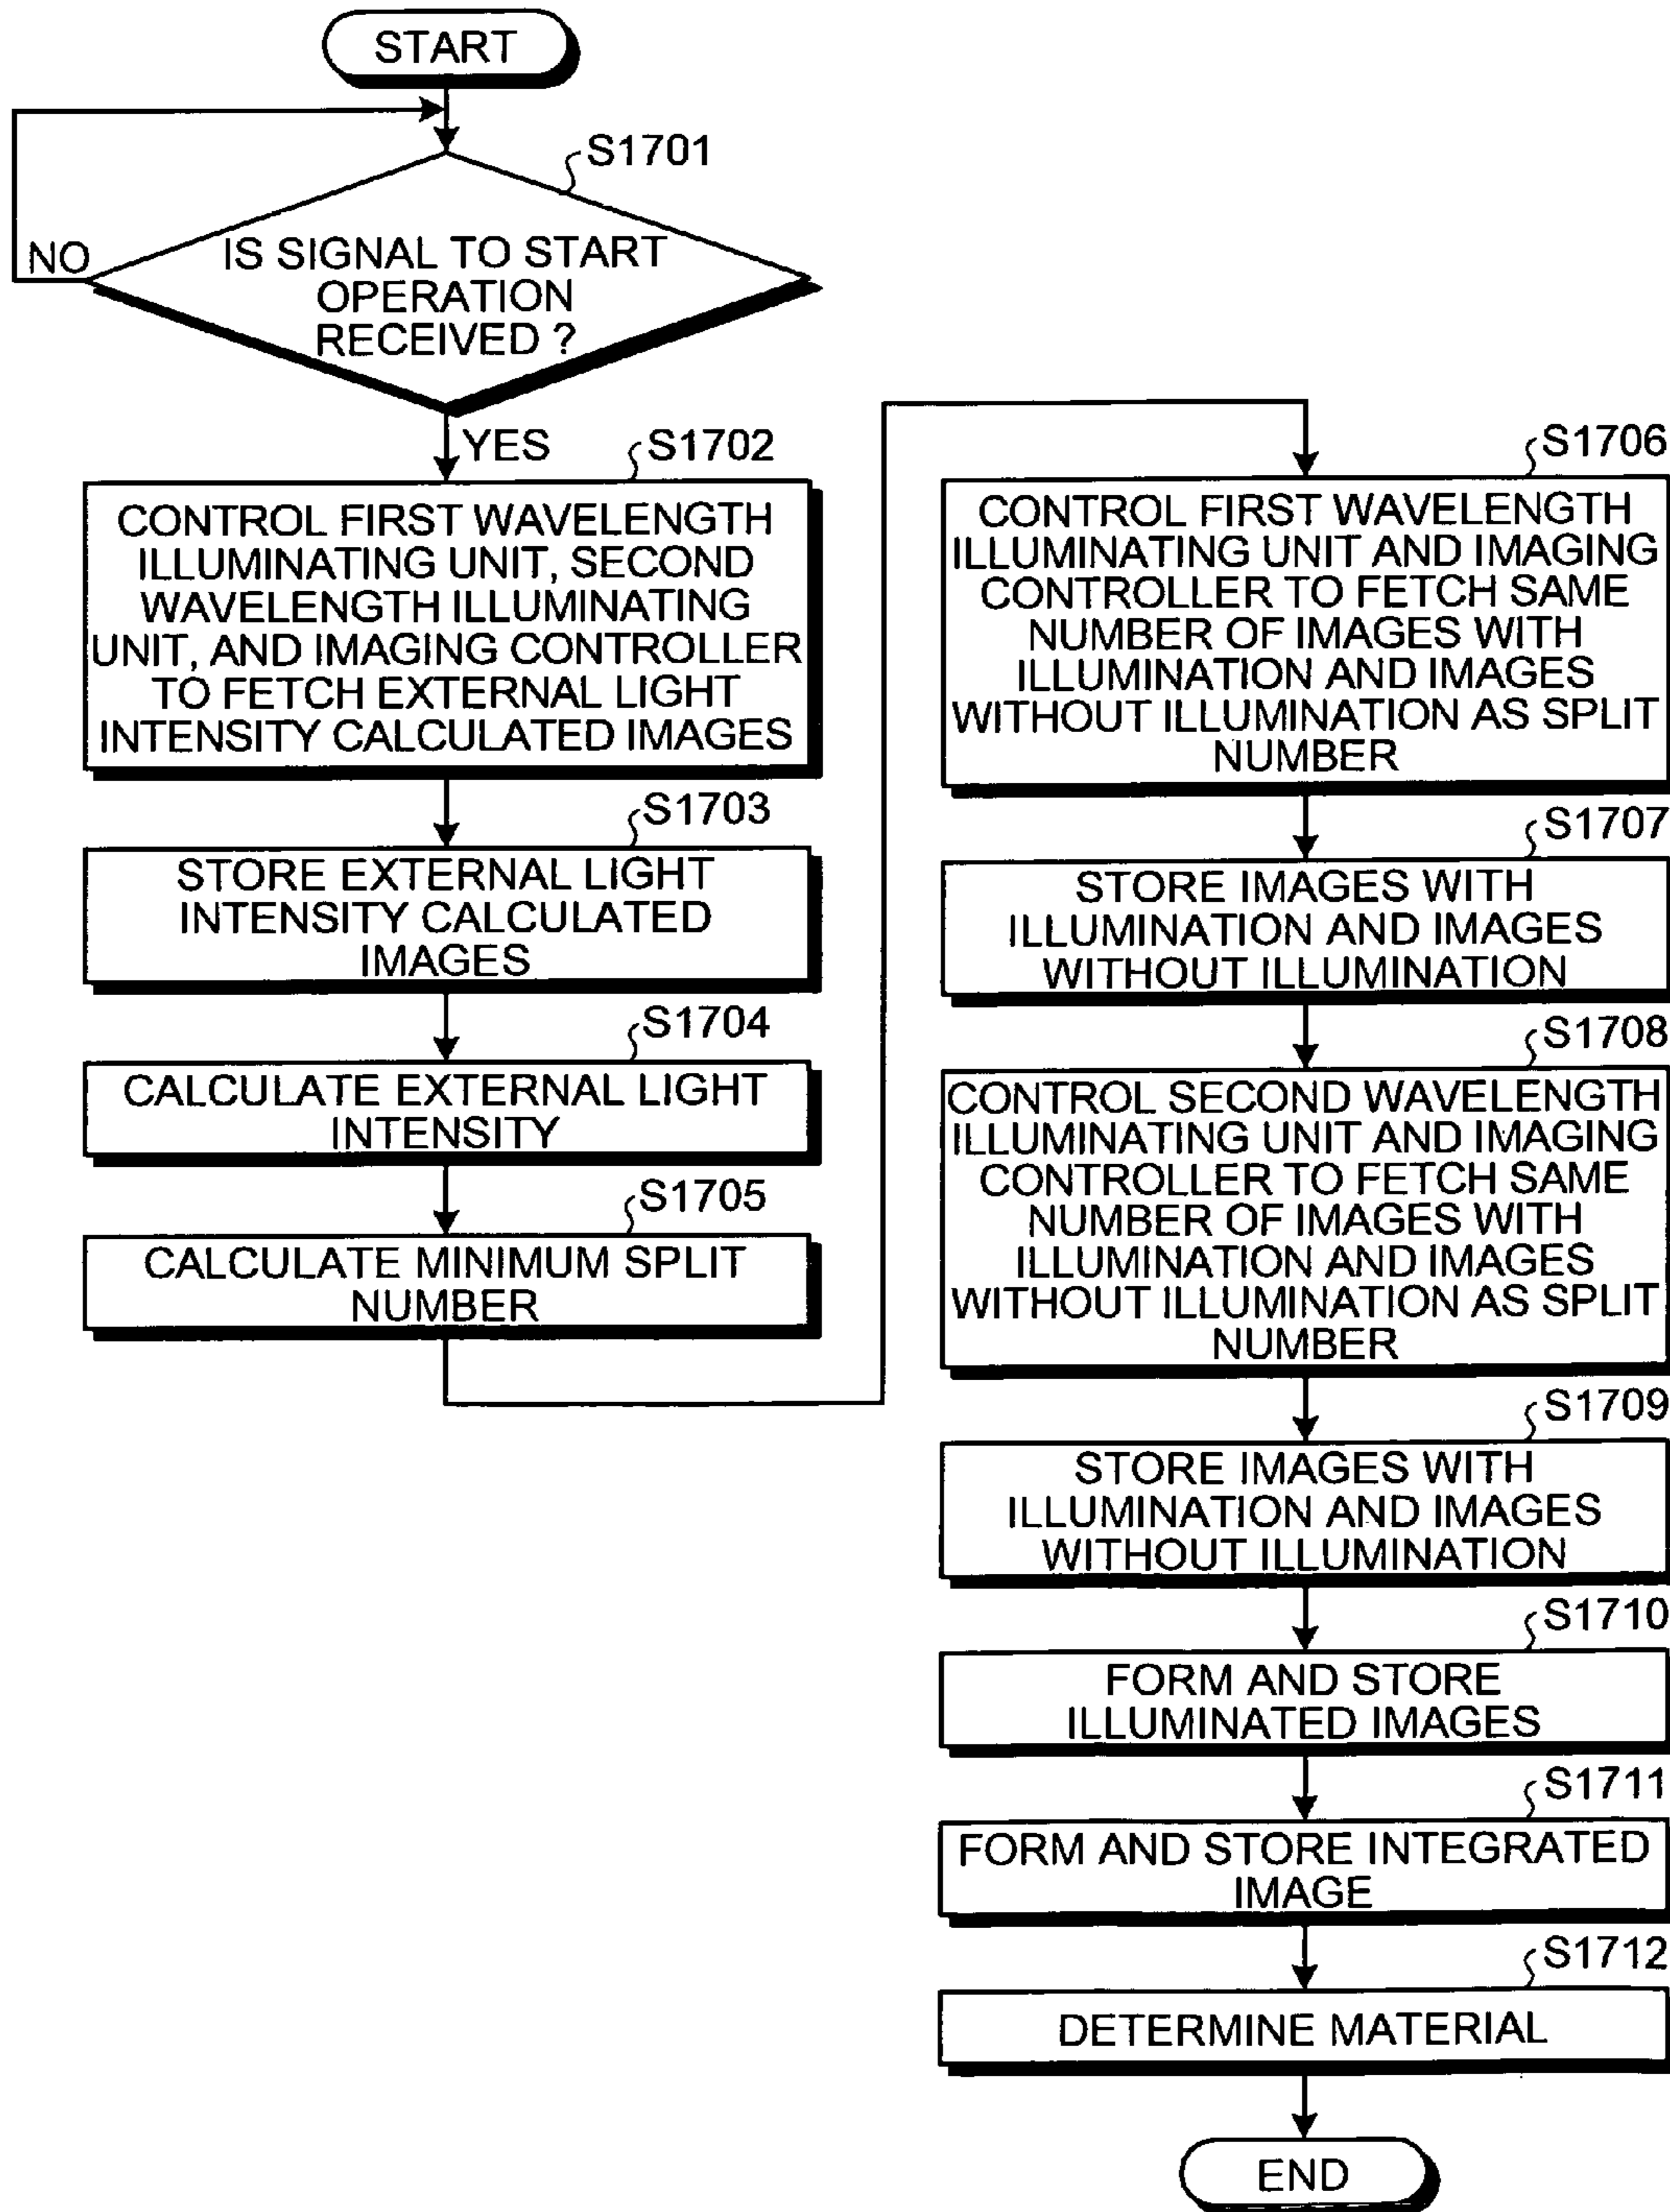 START
S1701
NO
IS SIGNAL TO START
OPERATION
RECEIVED ?
YES
S1702
CONTROL FIRST WAVELENGTH
ILLUMINATING UNIT, SECOND
WAVELENGTH ILLUMINATING
UNIT, AND IMAGING CONTROLLER
TO FETCH EXTERNAL LIGHT
INTENSITY CALCULATED IMAGES
S1703
STORE EXTERNAL LIGHT
INTENSITY CALCULATED
IMAGES
S1704
CALCULATE EXTERNAL LIGHT
INTENSITY
S1705
CALCULATE MINIMUM SPLIT
NUMBER
S1706
CONTROL FIRST WAVELENGTH
ILLUMINATING UNIT AND IMAGING
CONTROLLER TO FETCH SAME
NUMBER OF IMAGES WITH
ILLUMINATION AND IMAGES
WITHOUT ILLUMINATION AS SPLIT
NUMBER
S1707
STORE IMAGES WITH
ILLUMINATION AND IMAGES
WITHOUT ILLUMINATION
S1708
CONTROL SECOND WAVELENGTH
ILLUMINATING UNIT AND IMAGING
CONTROLLER TO FETCH SAME
NUMBER OF IMAGES WITH
ILLUMINATION AND IMAGES
WITHOUT ILLUMINATION AS SPLIT
NUMBER
S1709
STORE IMAGES WITH
ILLUMINATION AND IMAGES
WITHOUT ILLUMINATION
S1710
FORM AND STORE
ILLUMINATED IMAGES
S1711
FORM AND STORE INTEGRATED
IMAGE
S1712
DETERMINE MATERIAL
END